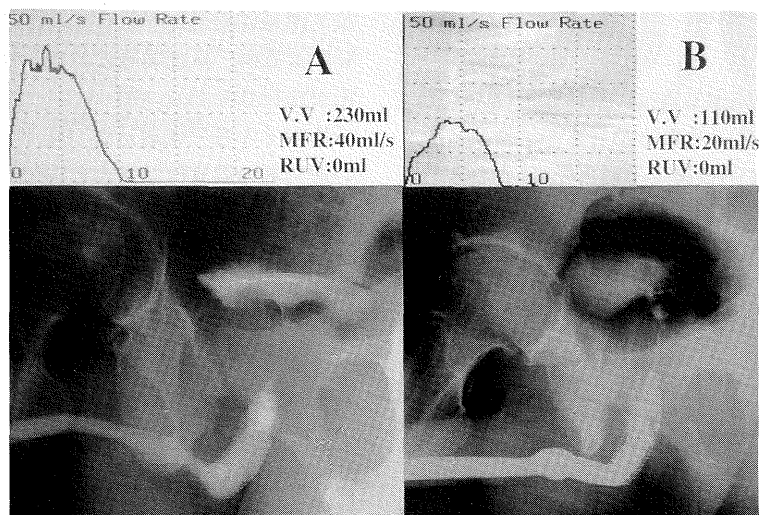 50 ml/s Flow Rate
A
V.V :230ml
MFR:40ml/s
RUV:0ml
0 10 20
50 ml/s Flow Rate
B
V.V :110ml
MFR:20ml/s
RUV:0ml
0 10